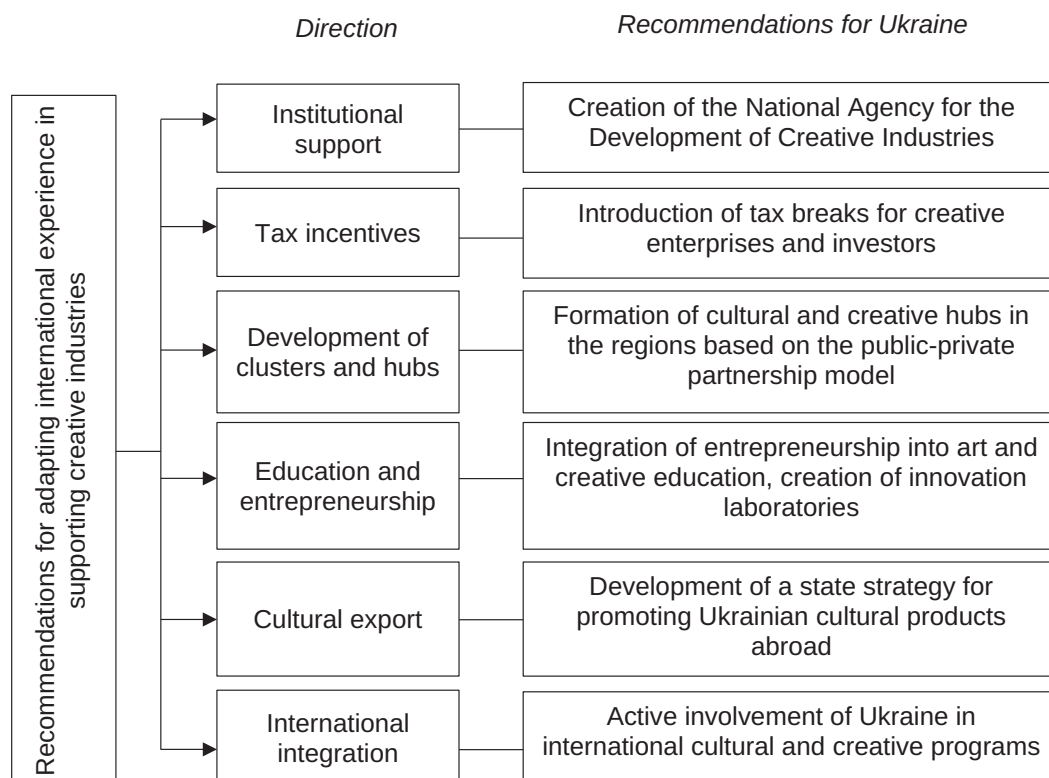 Direction
Recommendations for Ukraine
Recommendations for adapting international experience in
supporting creative industries
Institutional
support
Creation of the National Agency for the
Development of Creative Industries
Tax incentives
Introduction of tax breaks for creative
enterprises and investors
Development of
clusters and hubs
Formation of cultural and creative hubs in
the regions based on the public-private
partnership model
Education and
entrepreneurship
Integration of entrepreneurship into art and
creative education, creation of innovation
laboratories
Cultural export
Development of a state strategy for
promoting Ukrainian cultural products
abroad
International
integration
Active involvement of Ukraine in
international cultural and creative programs